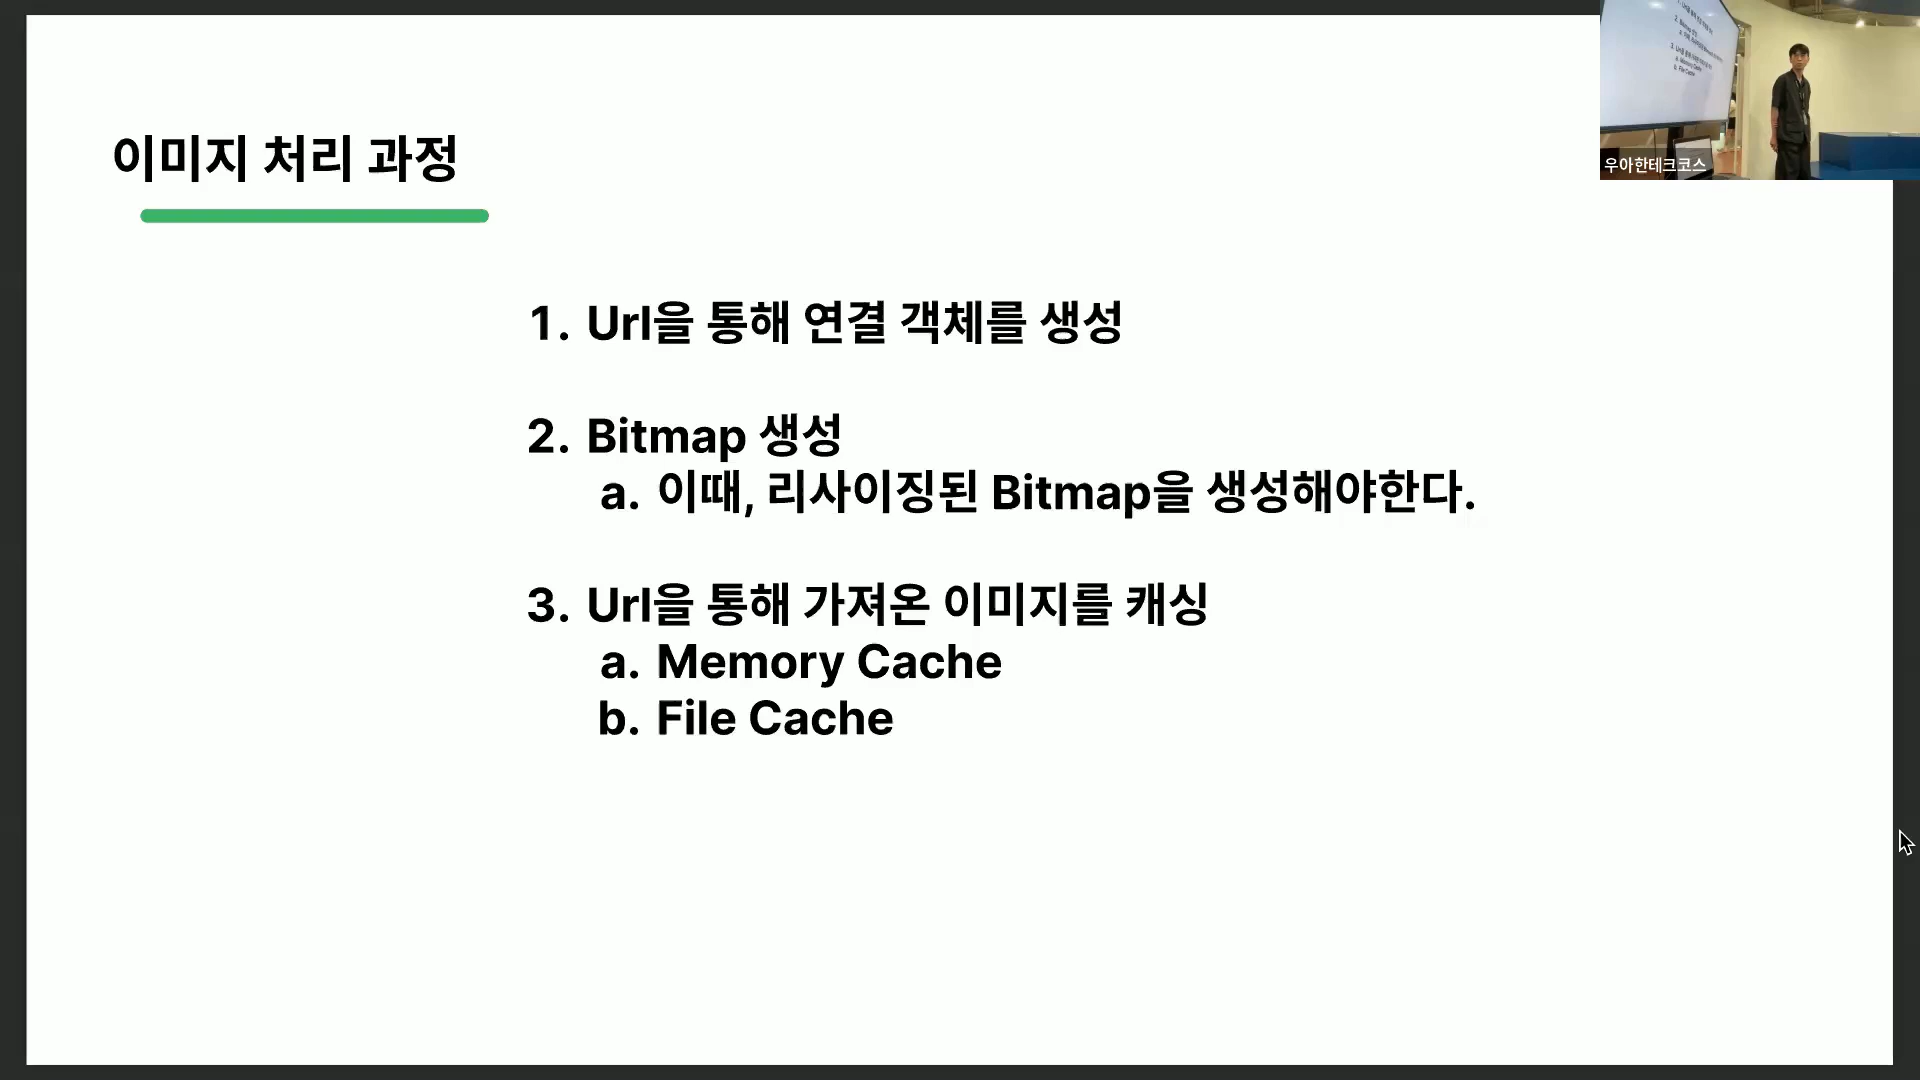 이미지 처리 과정
1. Url을 통해 연결 객체를 생성
2. Bitmap 생성
a. 이때, 리사이징된 Bitmap을 생성해야한다.
3. Url을 통해 가져온 이미지를 캐싱
a. Memory Cache
b. File Cache
우아한테크코스